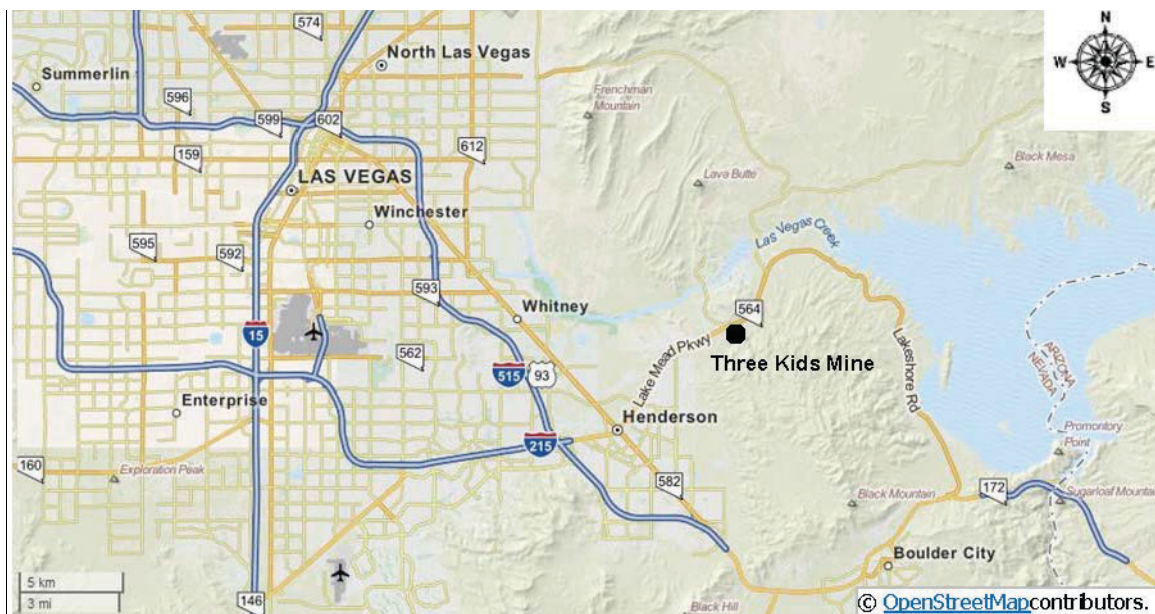 574
N
North Las Vegas
W
E
Summerlin
S
Frenchman
Mountain
596
599
602
612
159
Black Mesa
LAS VEGAS
Lava Butte
Winchester
Las Vegas Creek
595
592
593
Whitney
564
15
562
Lake Mead Pkwy
Three Kids Mine
Lakeshore Rd
ARIZONA
NEVADA
515
93
Enterprise
Henderson
215
Promontory
Point
160
Exploration Peak
582
172
Black Mountain
Sugarloaf Mountain
Boulder City
5 km
3 mi
146
Black Hill
© OpenStreetMap contributors.